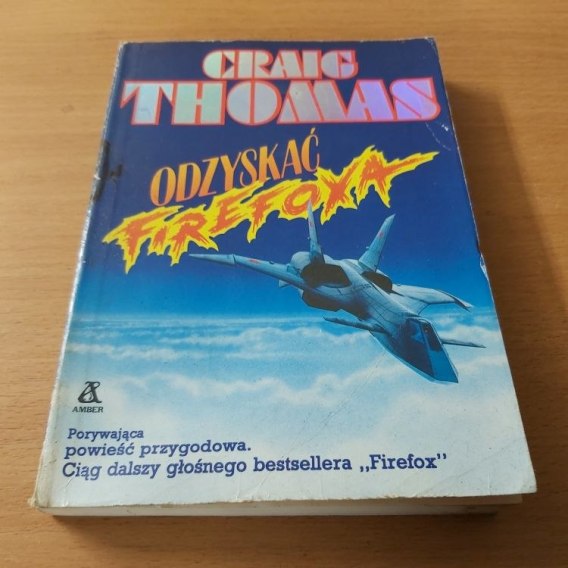 CRAIG
THOMAS
ODZYSKAĆ
FIREFOXA
AMBER
Porywająca
powieść przygodowa.
Ciąg dalszy głośnego bestsellera „Firefox”